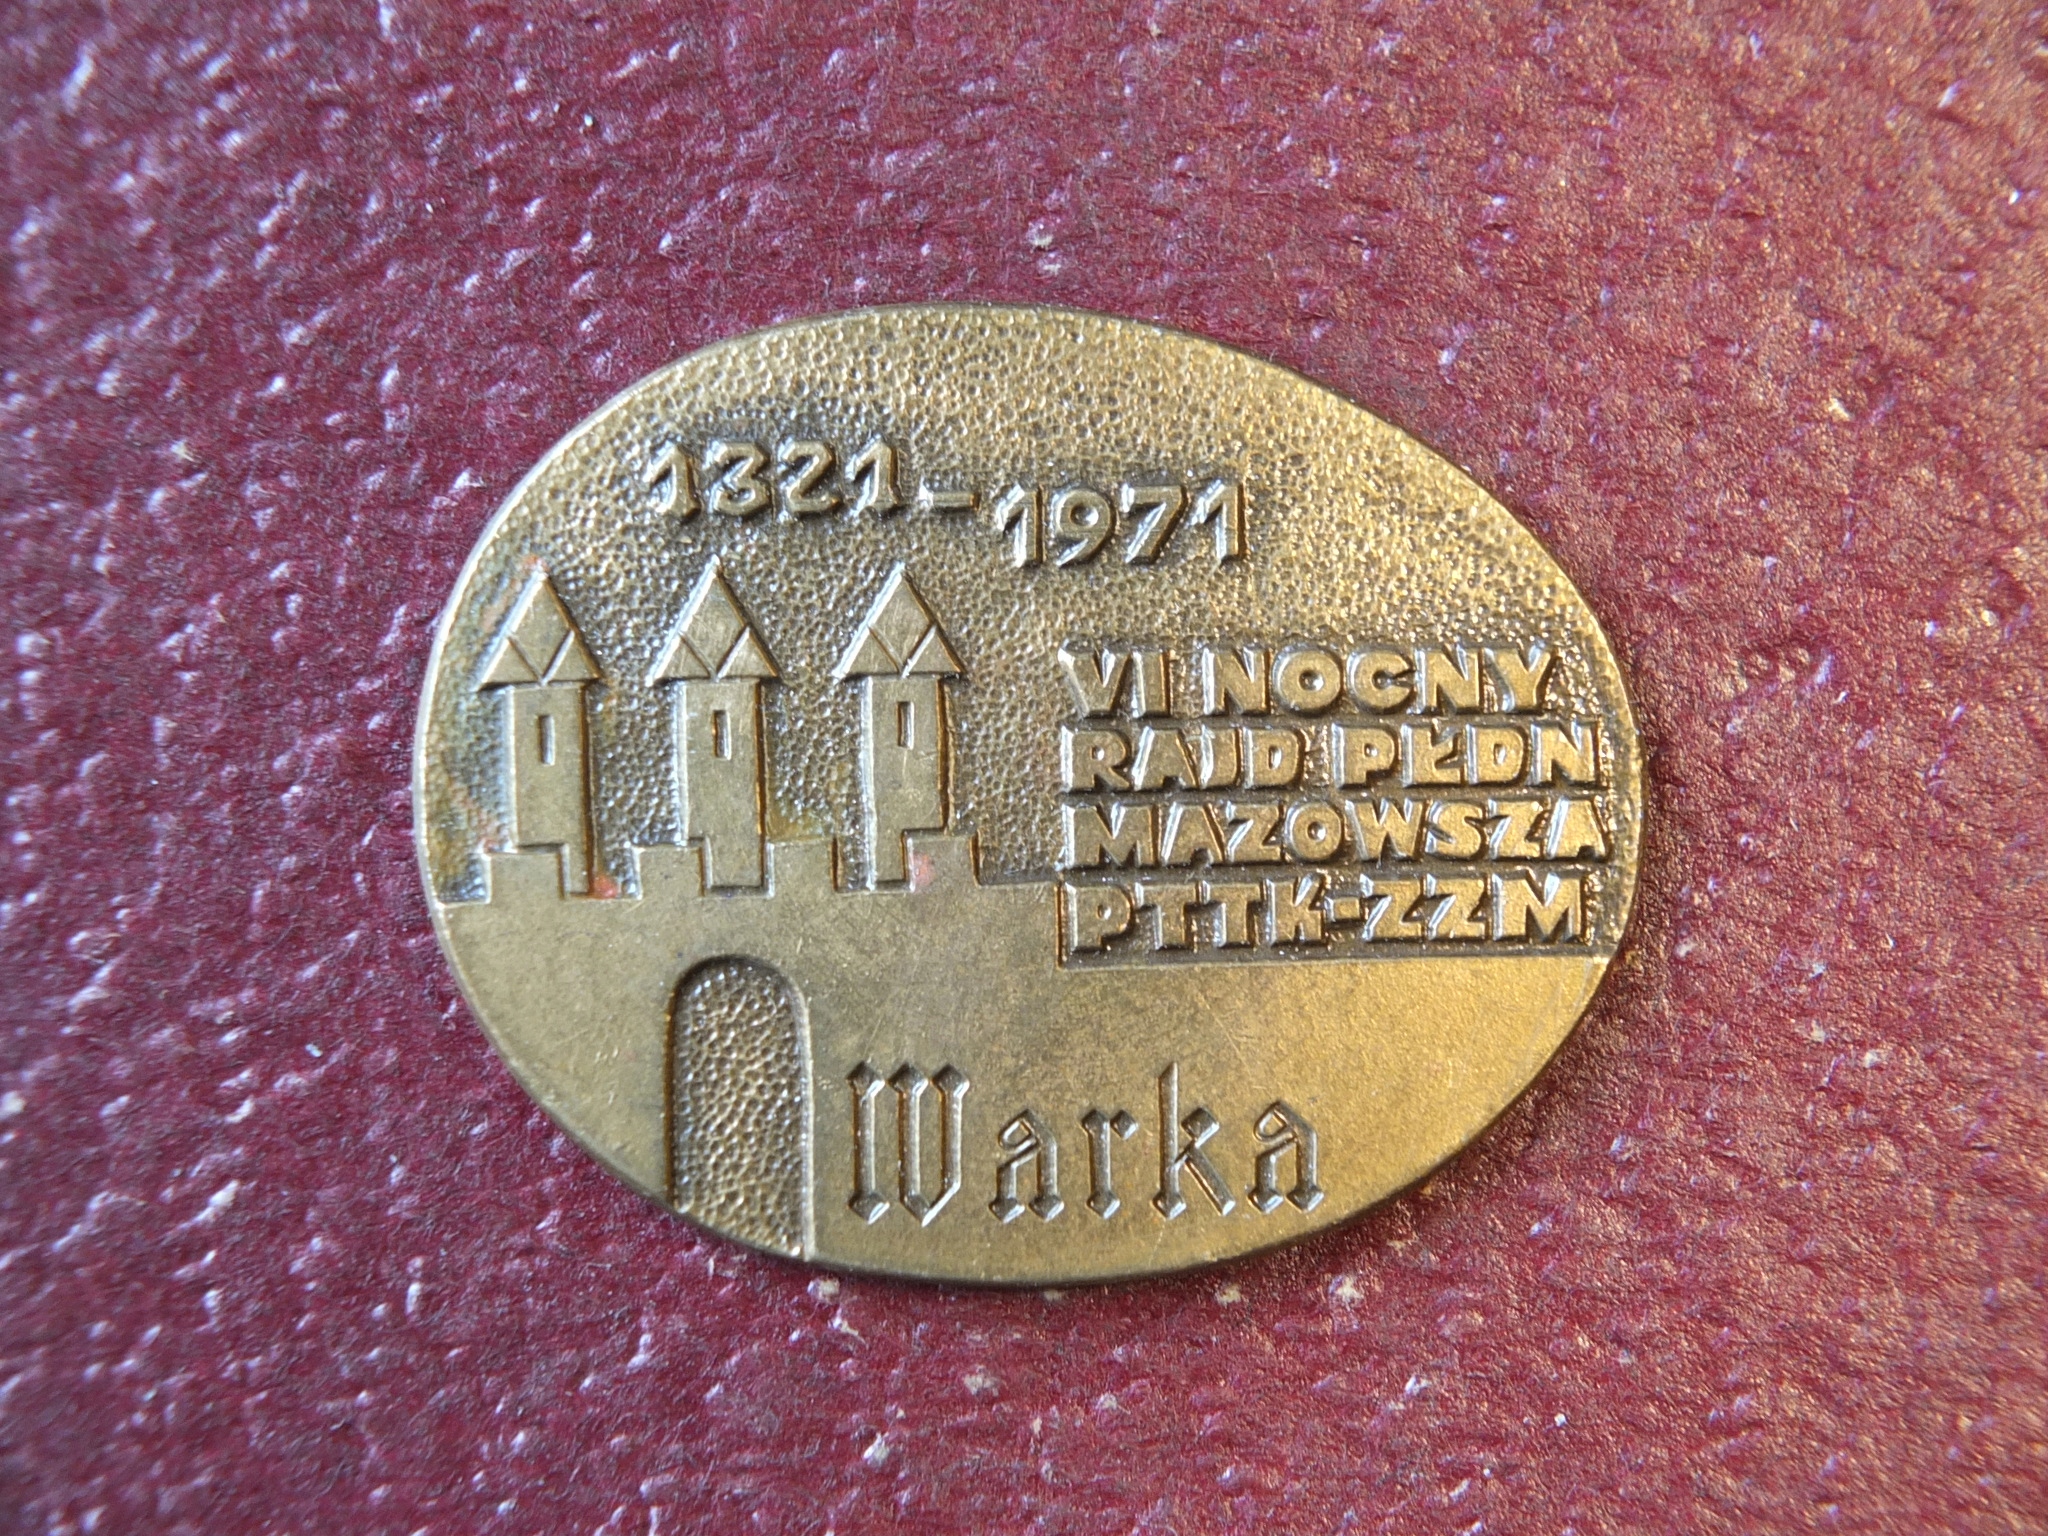 1321-1971
VI NOCNY
RAJD PŁDN
MAZOWSZA
PTTK-ZZM
Warka